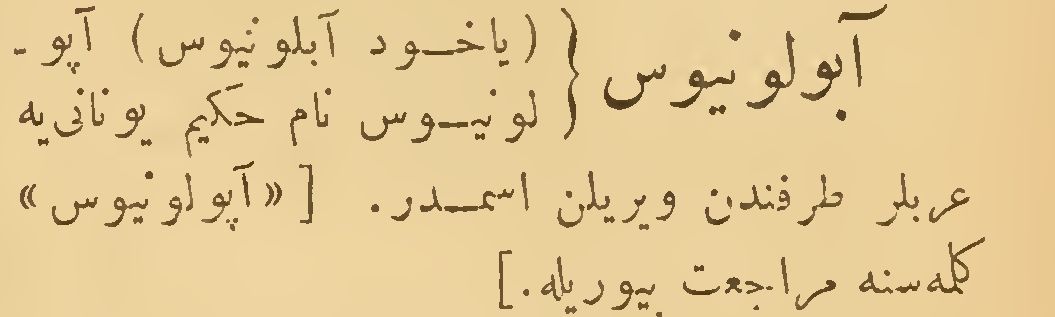 آبولونیوس { (یاخود آبلونیوس) آپو-
لونیوس نام حکیم یونانی‌یه
عربلر طرفندن ویریلن اسمدر. [«آپولونیوس»
کلمه‌سنه مراجعت بیوریله.]